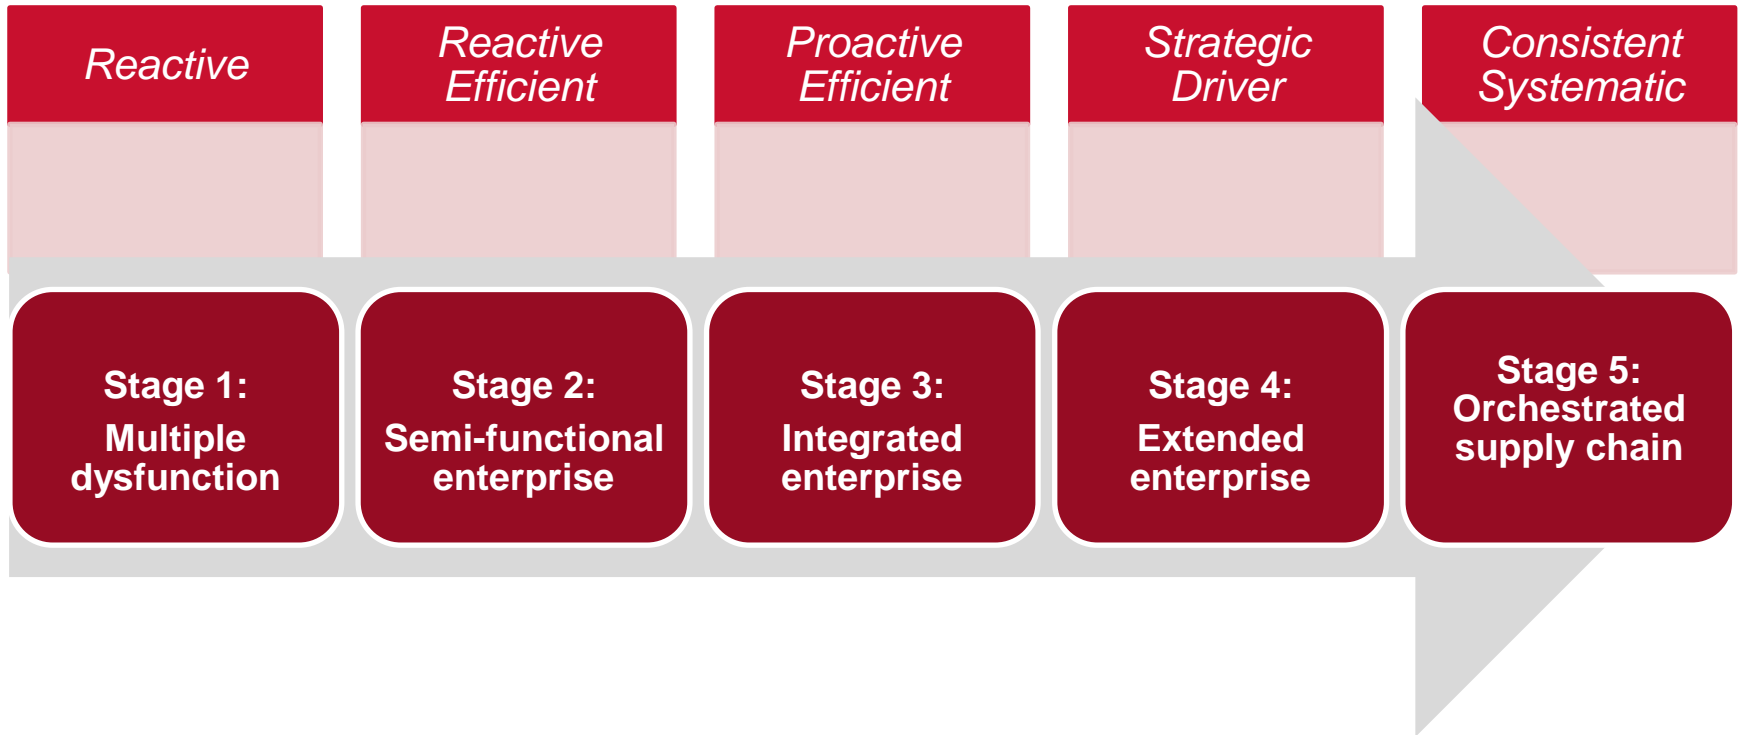 Reactive
Reactive
Efficient
Proactive
Efficient
Strategic
Driver
Consistent
Systematic
Stage 1:
Multiple
dysfunction
Stage 2:
Semi-functional
enterprise
Stage 3:
Integrated
enterprise
Stage 4:
Extended
enterprise
Stage 5:
Orchestrated
supply chain